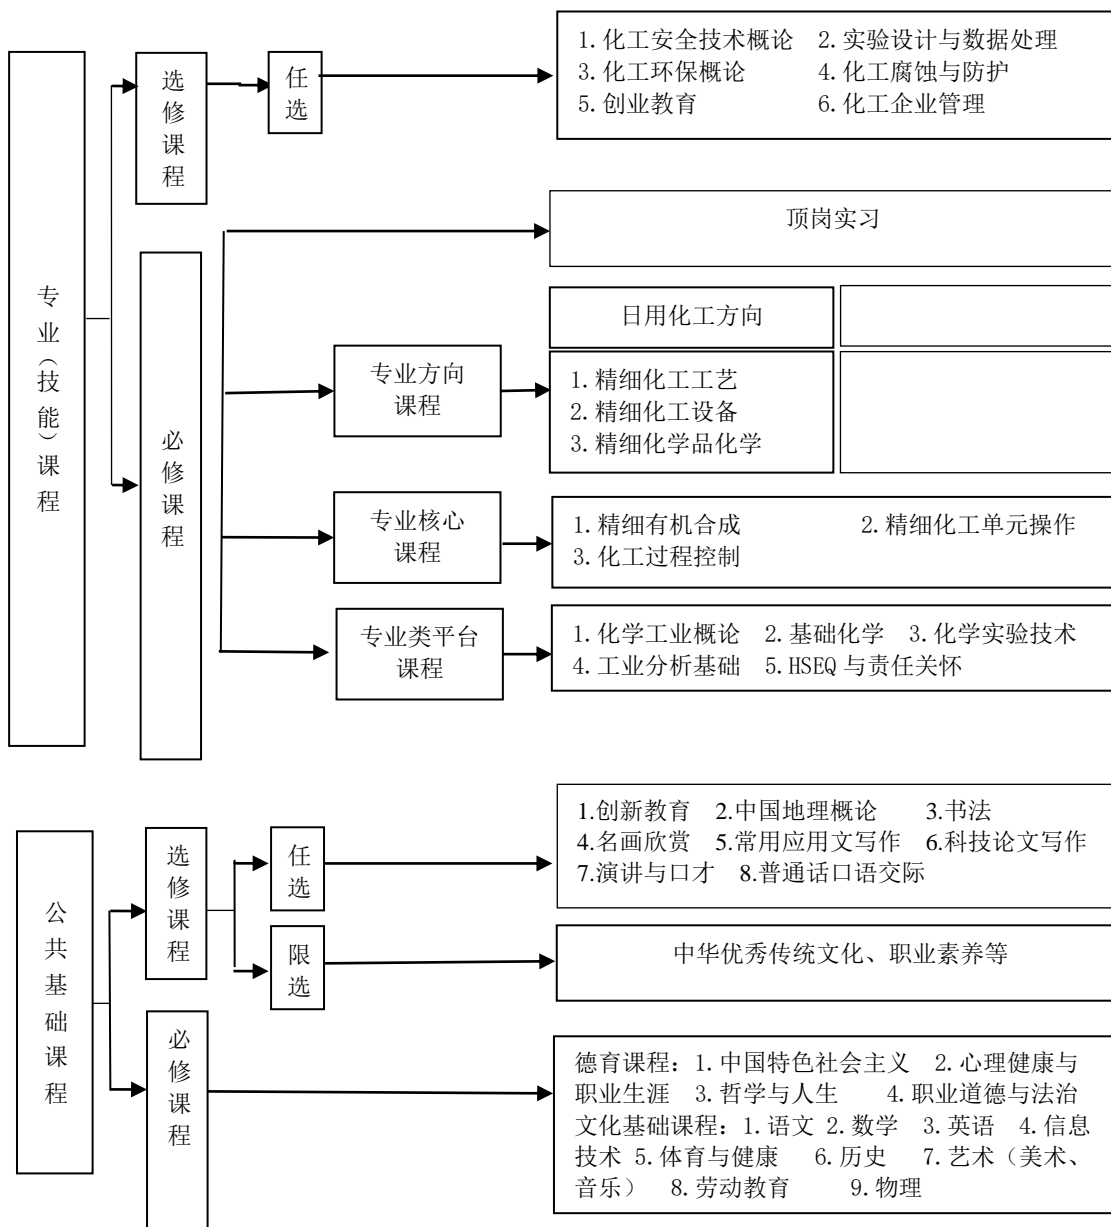 专业（技能）课程
选修课程
任选
1.化工安全技术概论 2.实验设计与数据处理
3.化工环保概论 4.化工腐蚀与防护
5.创业教育 6.化工企业管理
必修课程
顶岗实习
专业方向
课程
日用化工方向
1.精细化工工艺
2.精细化工设备
3.精细化学品化学
专业核心
课程
1.精细有机合成 2.精细化工单元操作
3.化工过程控制
专业类平台
课程
1.化学工业概论 2.基础化学 3.化学实验技术
4.工业分析基础 5.HSEQ 与责任关怀
公共基础课程
选修课程
任选
1.创新教育 2.中国地理概论 3.书法
4.名画欣赏 5.常用应用文写作 6.科技论文写作
7.演讲与口才 8.普通话口语交际
限选
中华优秀传统文化、职业素养等
必修课程
德育课程：1.中国特色社会主义 2.心理健康与
职业生涯 3.哲学与人生 4.职业道德与法治
文化基础课程：1.语文 2.数学 3.英语 4.信息
技术 5.体育与健康 6.历史 7.艺术（美术、
音乐） 8.劳动教育 9.物理